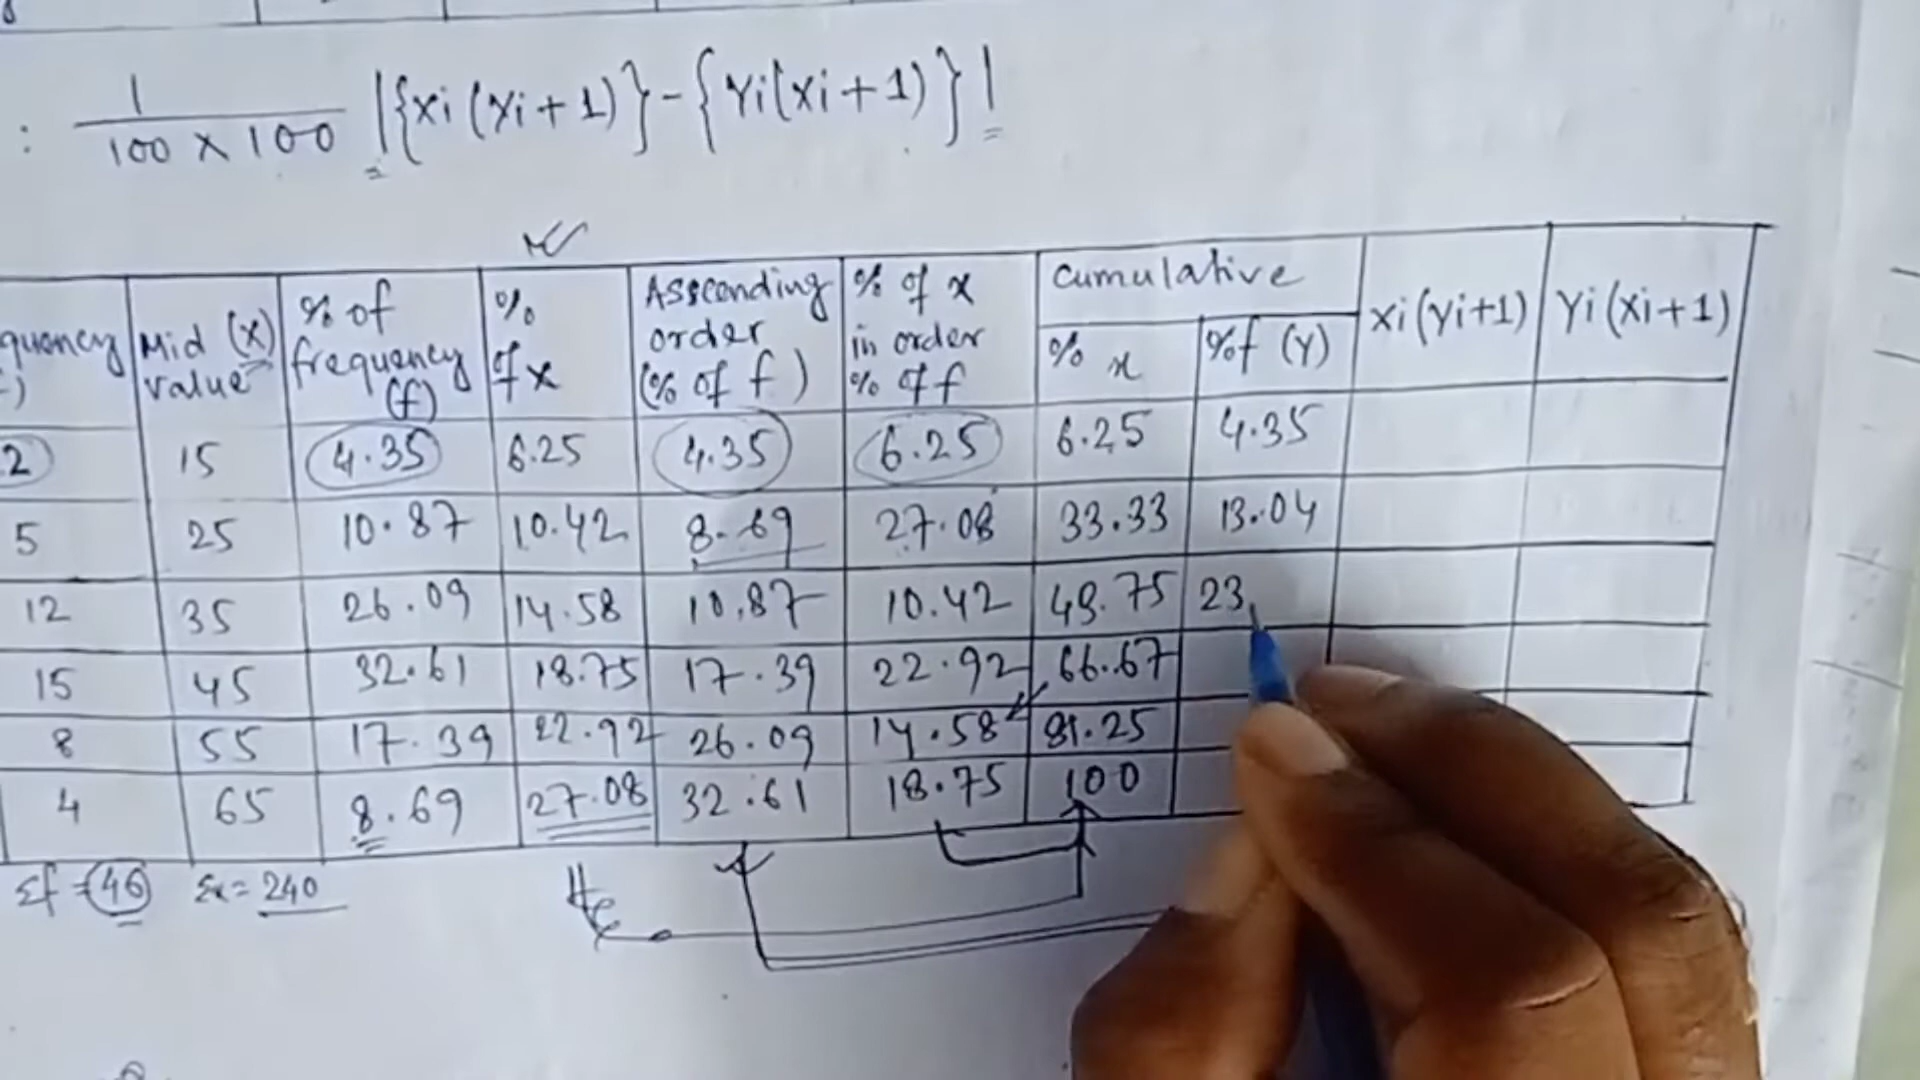 : 1 / 100 x 100 |{xi (yi + 1)} - {Yi(xi + 1)}|
quency Mid (x) value % of frequency (f) % of x Asscending order (% of f) % of x in order % of f Cumulative xi (yi+1) Yi (xi+1)
% x %f (Y)
2 15 4.35 6.25 4.35 6.25 6.25 4.35
5 25 10.87 10.42 8.69 27.08 33.33 13.04
12 35 26.09 14.58 10.87 10.42 43.75 23.
15 45 32.61 18.75 17.39 22.92 66.67
8 55 17.39 22.92 26.09 14.58 81.25
4 65 8.69 27.08 32.61 18.75 100
Σf = 46 Σx = 240